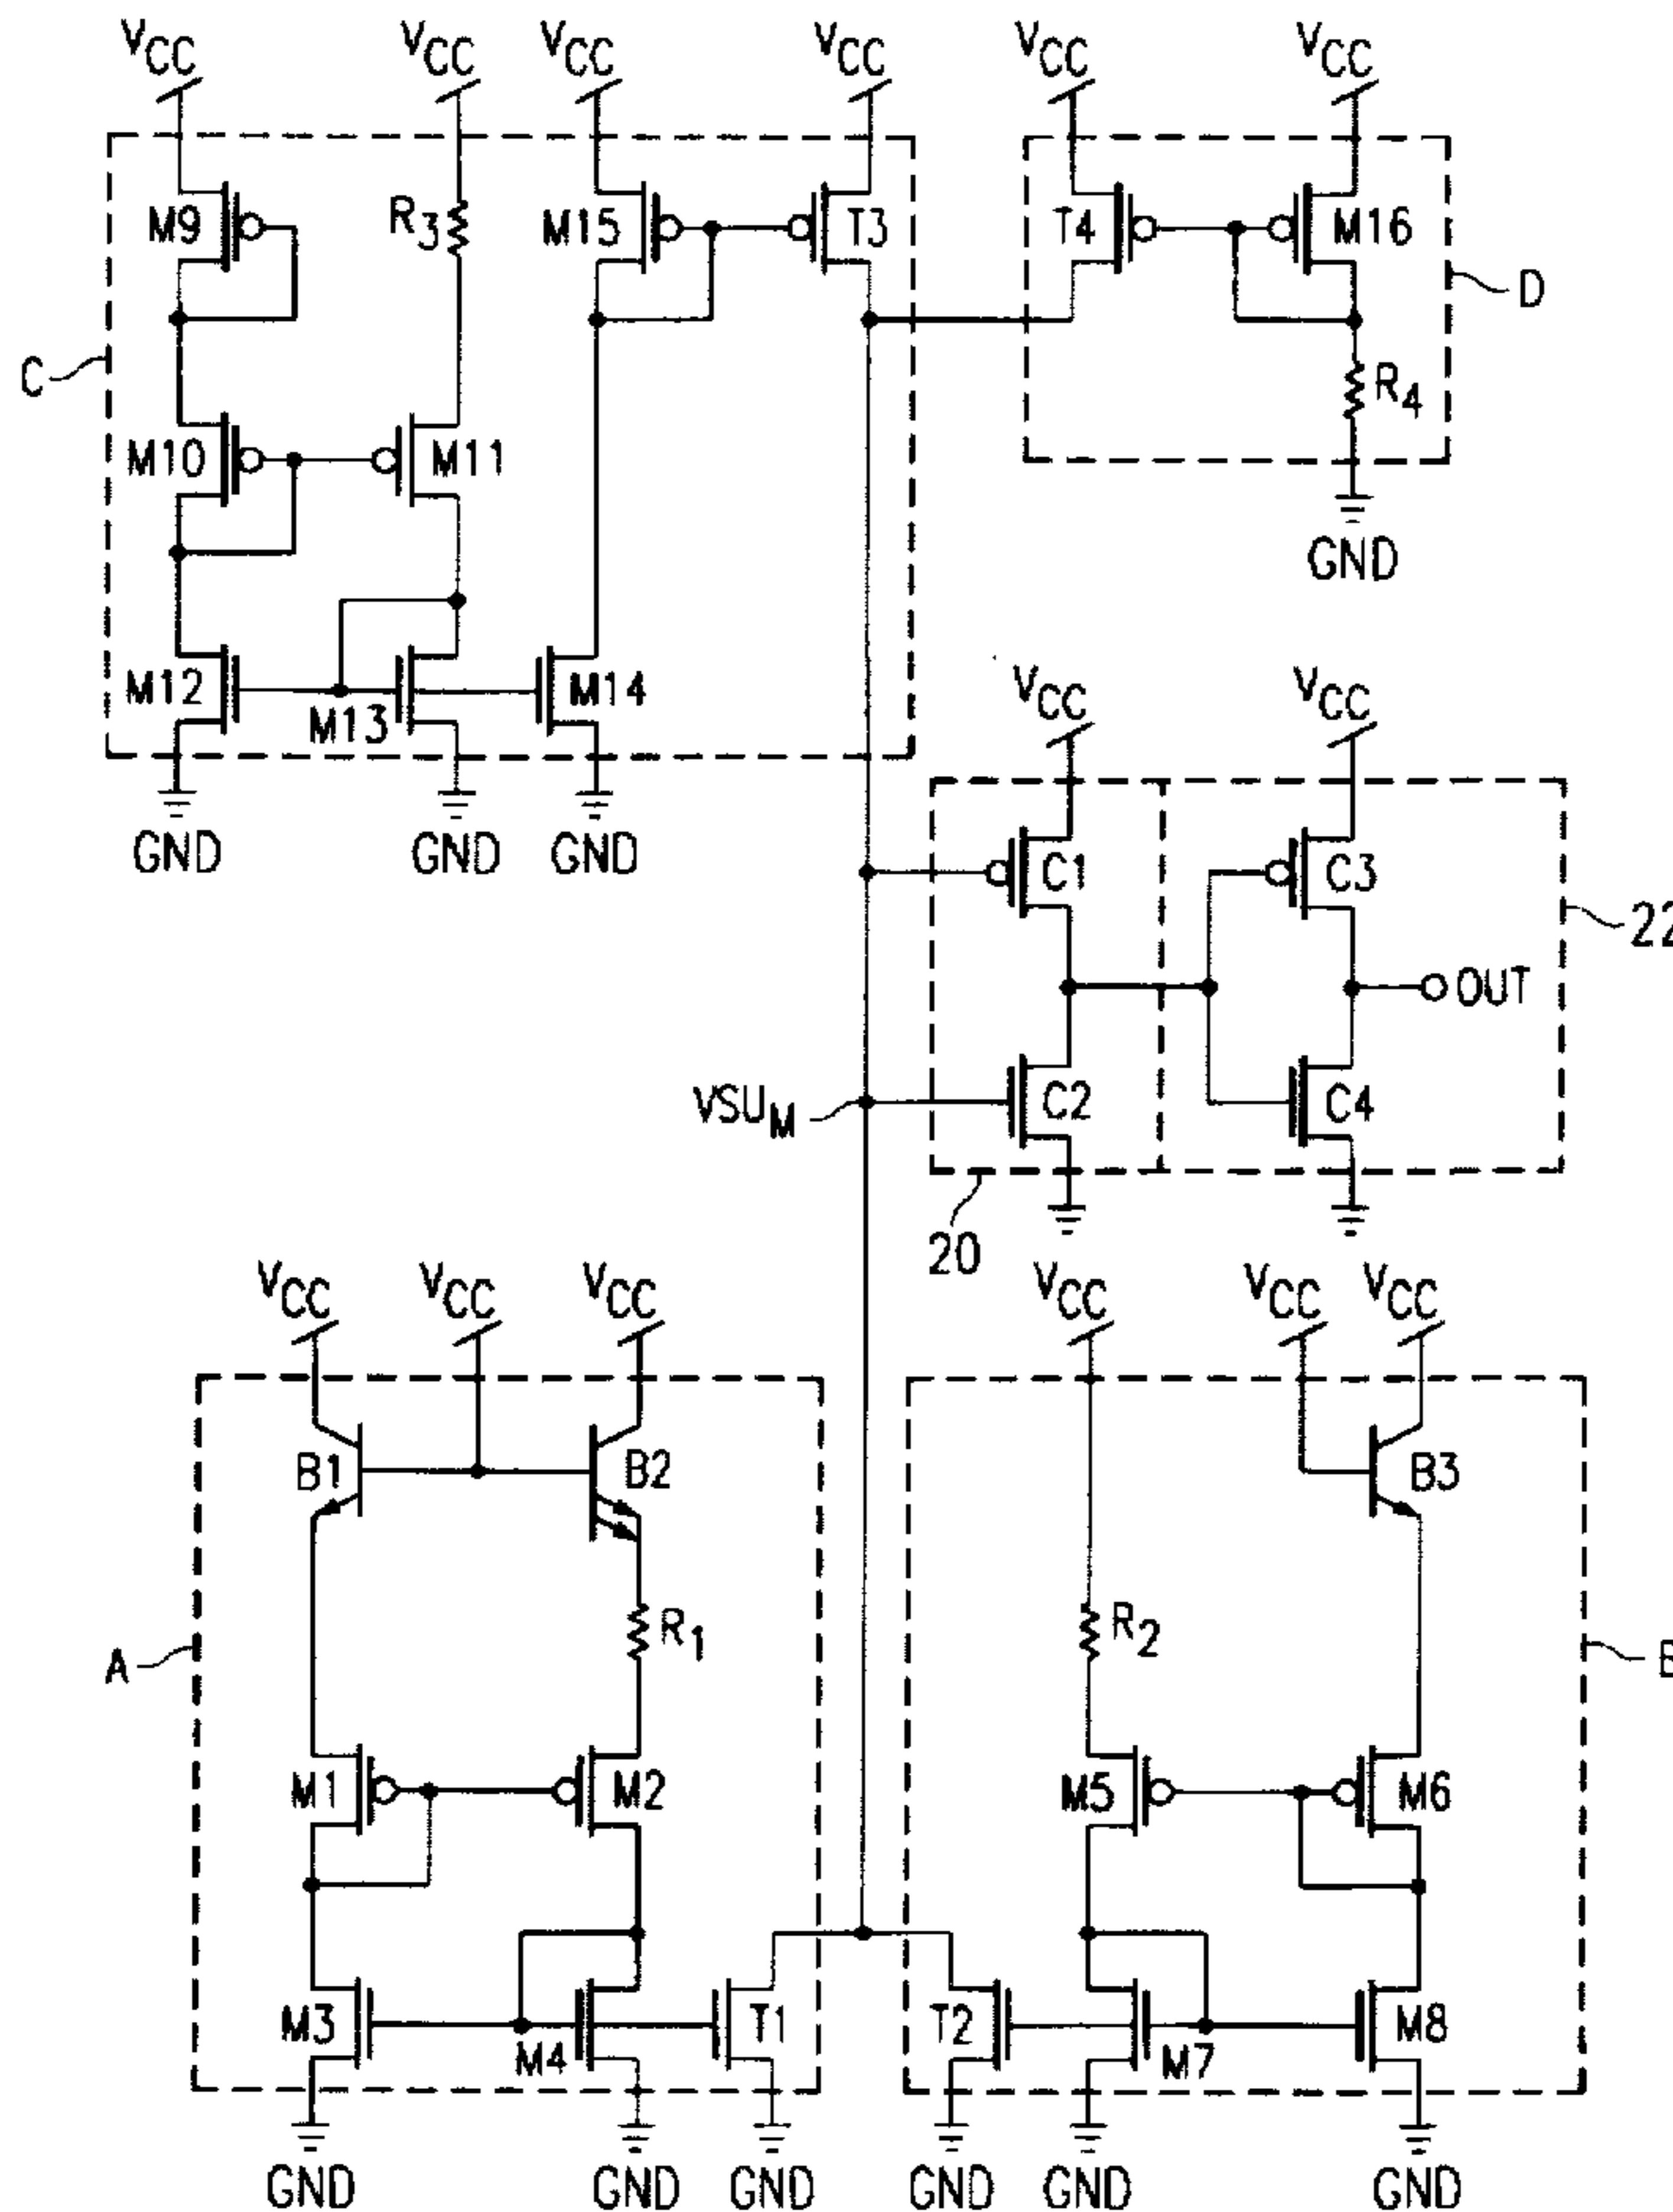 VCC VCC VCC VCC VCC VCC
M9 R3 M15 T3 T4 M16
D
C
R4
M10 M11
GND
M12 M13 M14
VCC VCC
GND GND GND
C1 C3
22
OUT
VSUM
C2 C4
20
VCC VCC VCC VCC VCC VCC
B1 B2 B3
R1 R2
A B
M1 M2 M5 M6
M3 M4 T1 T2 M7 M8
GND GND GND GND GND GND